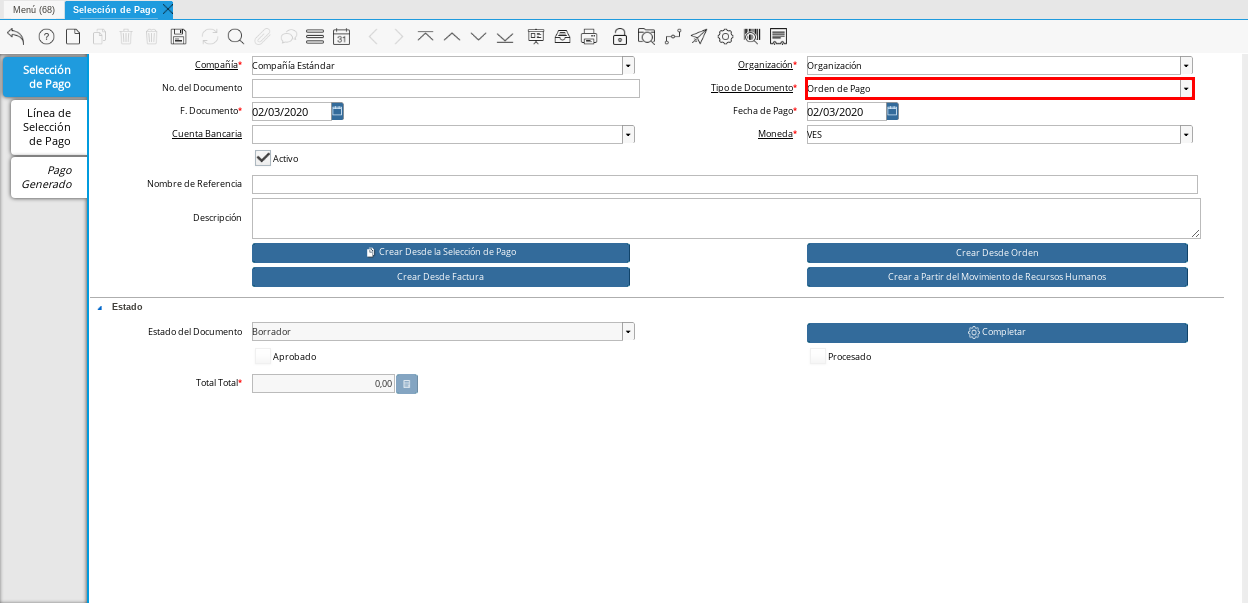 Menú (68) Selección de Pago
31
Selección de Pago
Línea de Selección de Pago
Pago Generado
Compañía* Compañía Estándar Organización* Organización
No. del Documento Tipo de Documento* Orden de Pago
F. Documento* 02/03/2020 Fecha de Pago* 02/03/2020
Cuenta Bancaria Moneda* VES
Activo
Nombre de Referencia
Descripción
Crear Desde la Selección de Pago Crear Desde Orden
Crear Desde Factura Crear a Partir del Movimiento de Recursos Humanos
Estado
Estado del Documento Borrador Completar
Aprobado Procesado
Total Total* 0,00